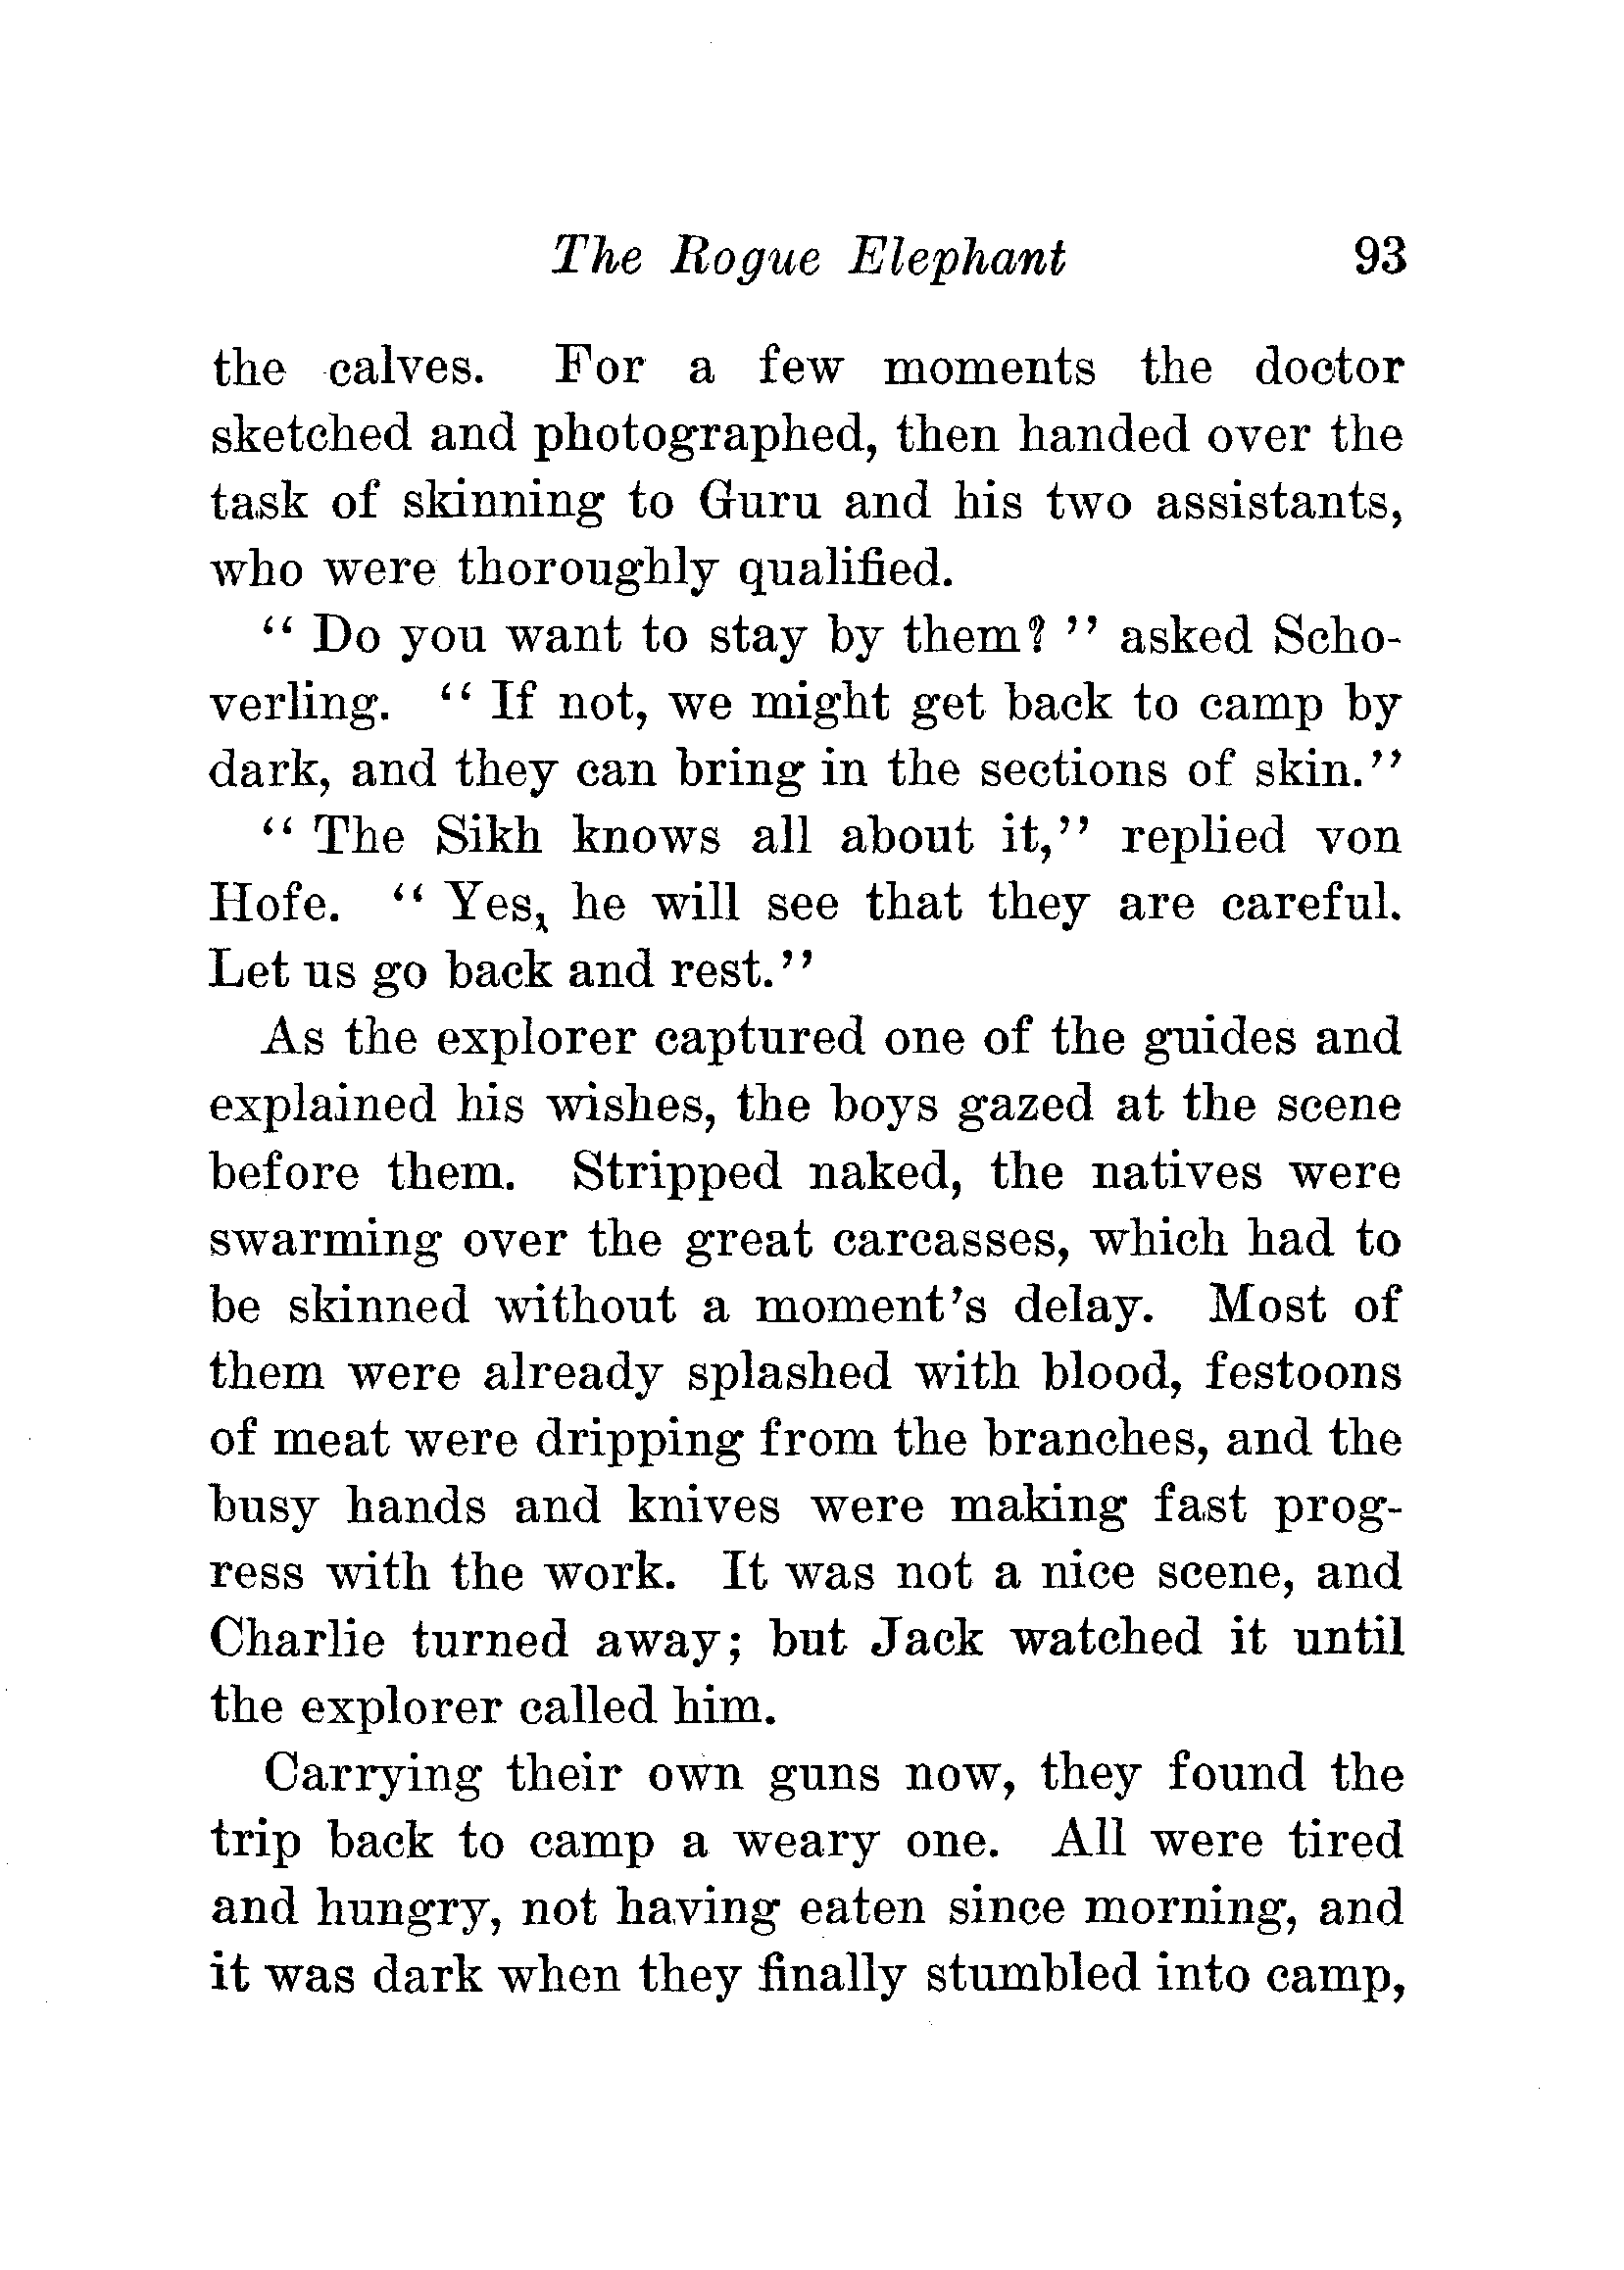 The Rogue Elephant 93
the calves. For a few moments the doctor
sketched and photographed, then handed over the
task of skinning to Guru and his two assistants,
who were thoroughly qualified.
“ Do you want to stay by them? ” asked Scho-
verling. “ If not, we might get back to camp by
dark, and they can bring in the sections of skin.”
“ The Sikh knows all about it,” replied von
Hofe. “ Yes, he will see that they are careful.
Let us go back and rest.”
As the explorer captured one of the guides and
explained his wishes, the boys gazed at the scene
before them. Stripped naked, the natives were
swarming over the great carcasses, which had to
be skinned without a moment’s delay. Most of
them were already splashed with blood, festoons
of meat were dripping from the branches, and the
busy hands and knives were making fast prog-
ress with the work. It was not a nice scene, and
Charlie turned away; but Jack watched it until
the explorer called him.
Carrying their own guns now, they found the
trip back to camp a weary one. All were tired
and hungry, not having eaten since morning, and
it was dark when they finally stumbled into camp,